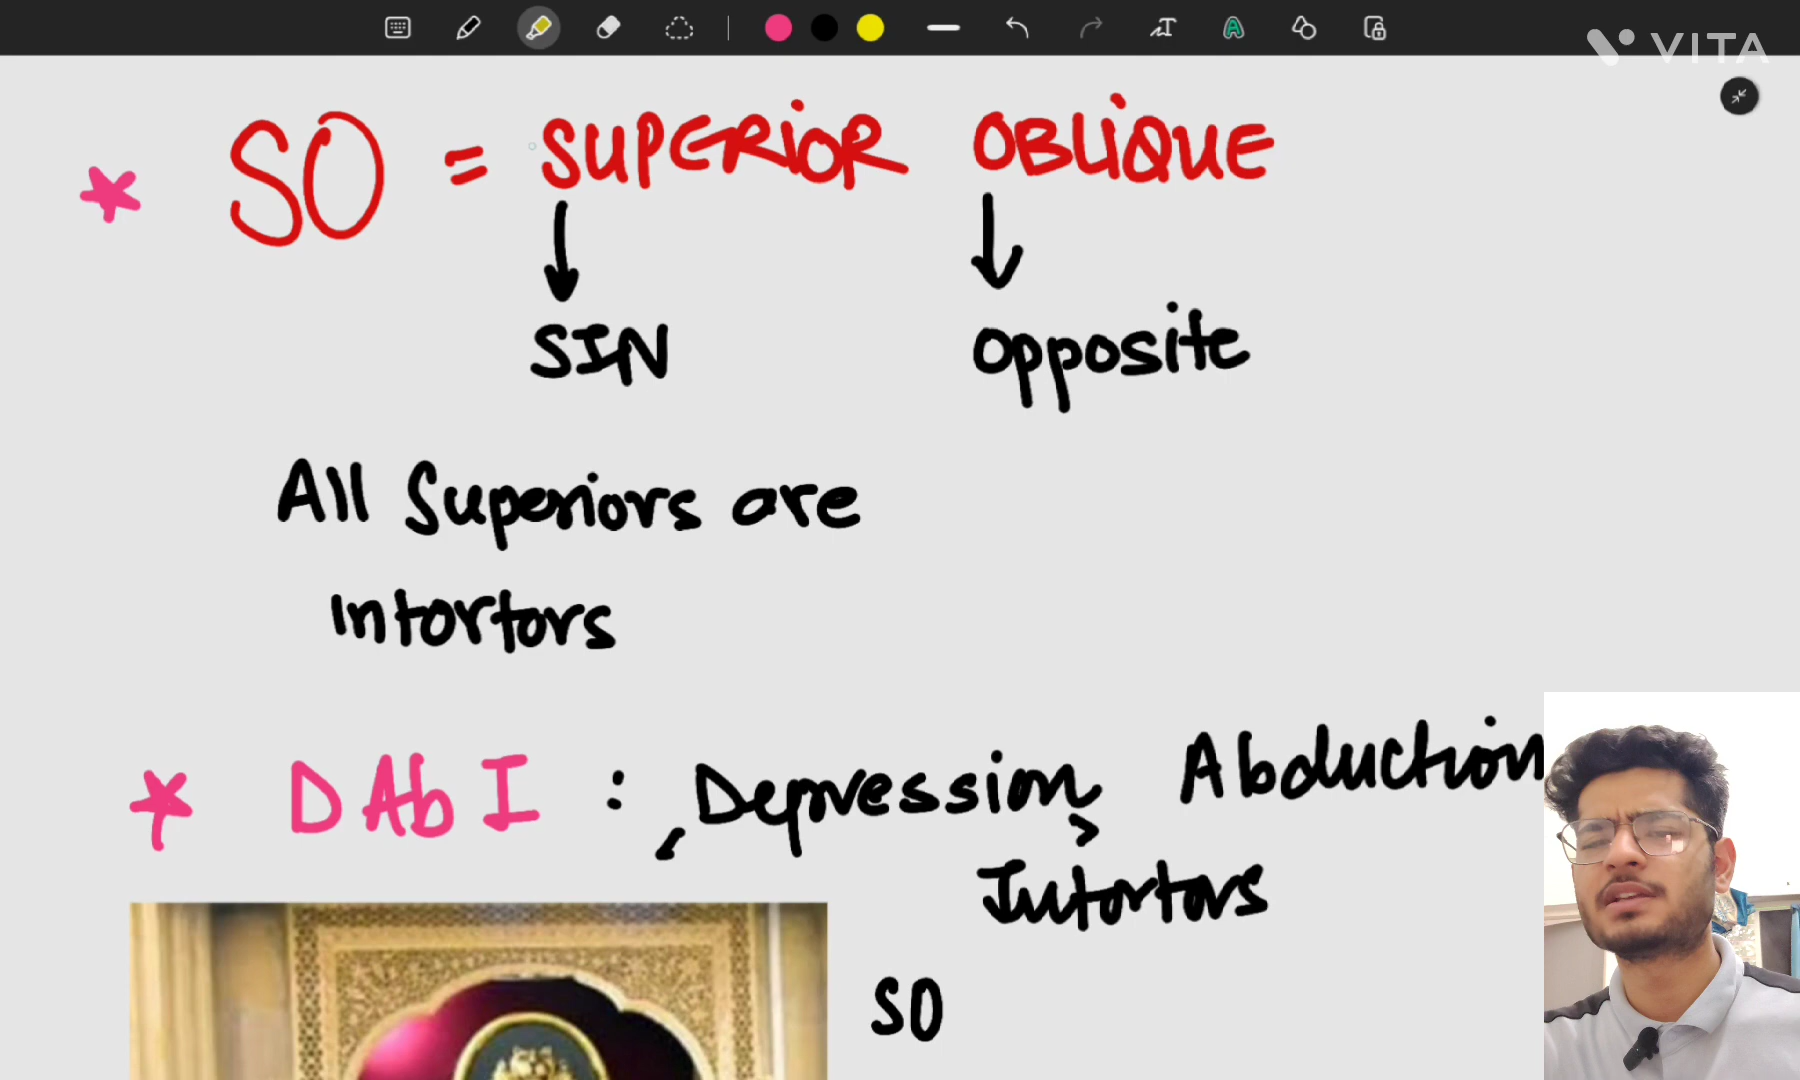 VITA
SO = SUPERIOR OBLIQUE
SIN opposite
All Superiors are
Intortors
DAbI : Depression, Abduction
Intortors
SO